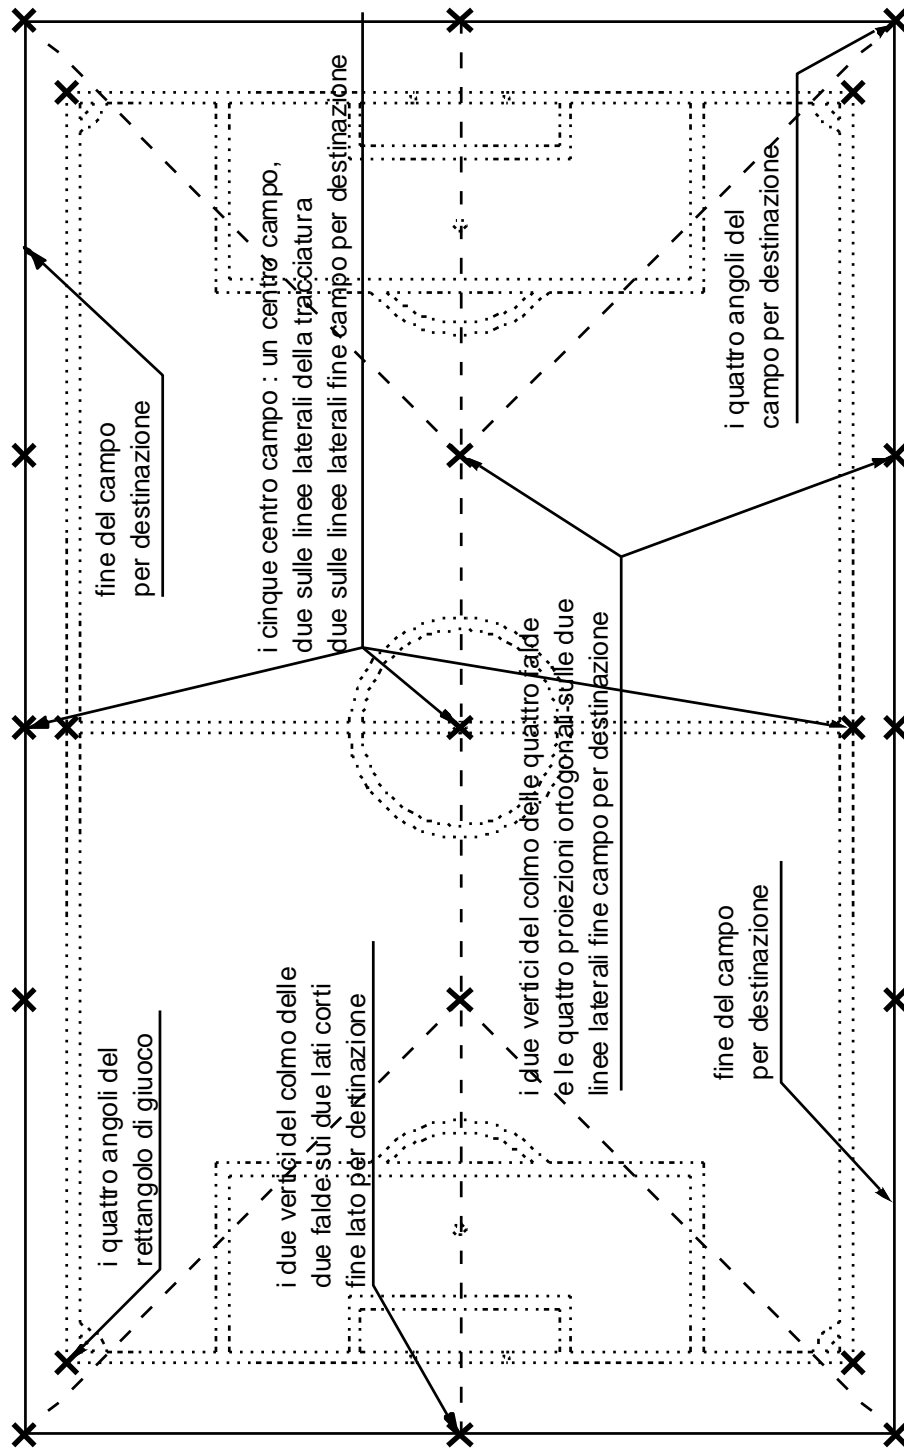 i quattro angoli del
rettangolo di giuoco
i due vertici del colmo delle
due falde sui due lati corti
fine lato per dertinazione
fine del campo
per destinazione
i cinque centro campo : un centro campo,
due sulle linee laterali della tracciatura
due sulle linee laterali fine campo per destinazione
i due vertici del colmo delle quattro falde
e le quattro proiezioni ortogonali sulle due
linee laterali fine campo per destinazione
fine del campo
per destinazione
i quattro angoli del
campo per destinazione